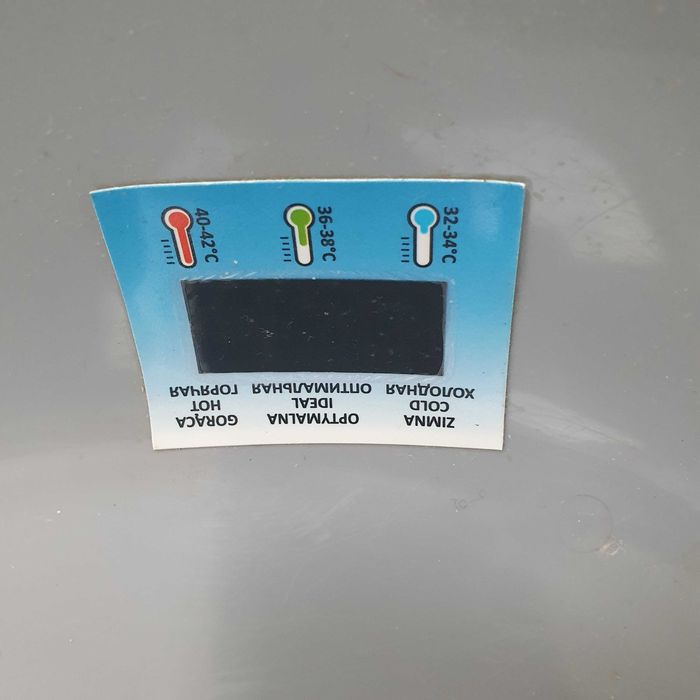 ZIMNA
COLD
ХОЛОДНАЯ
OPTYMALNA
IDEAL
ОПТИМАЛЬНАЯ
GORĄCA
HOT
ГОРЯЧАЯ
32-34°C
36-38°C
40-42°C